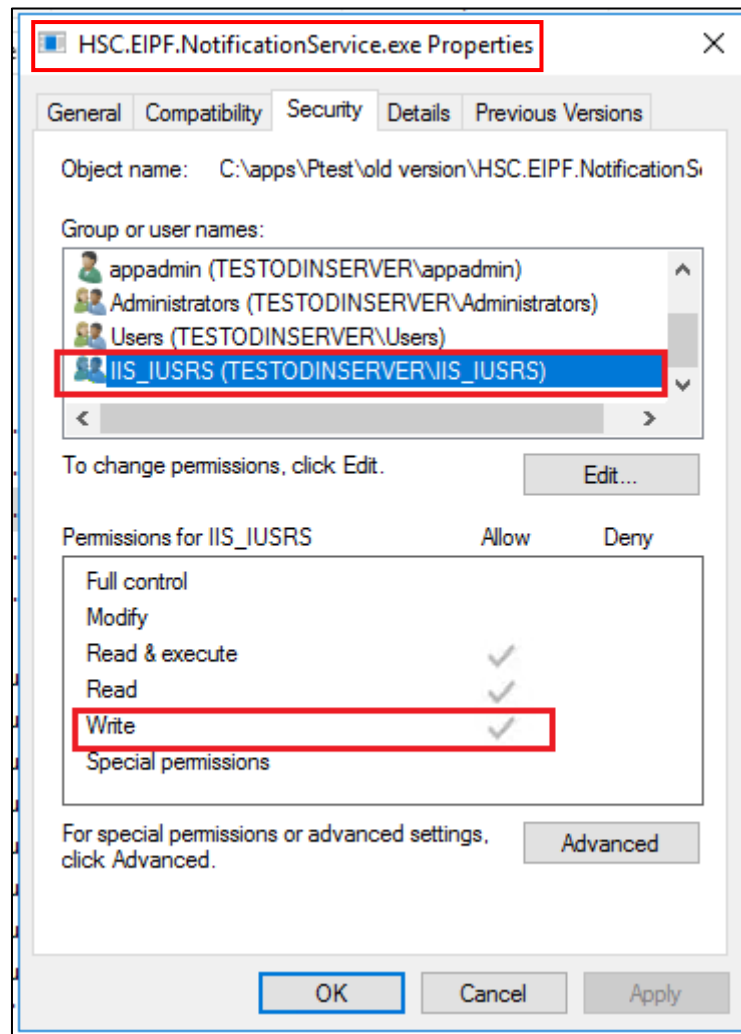 HSC.EIPF.NotificationService.exe Properties
General Compatibility Security Details Previous Versions
Object name: C:\apps\Ptest\old version\HSC.EIPF.NotificationS
Group or user names:
appadmin (TESTODINSERVER\appadmin)
Administrators (TESTODINSERVER\Administrators)
Users (TESTODINSERVER\Users)
IIS_IUSRS (TESTODINSERVER\IIS_IUSRS)
To change permissions, click Edit.
Edit...
Permissions for IIS_IUSRS Allow Deny
Full control
Modify
Read & execute
Read
Write
Special permissions
For special permissions or advanced settings,
click Advanced.
Advanced
OK Cancel Apply